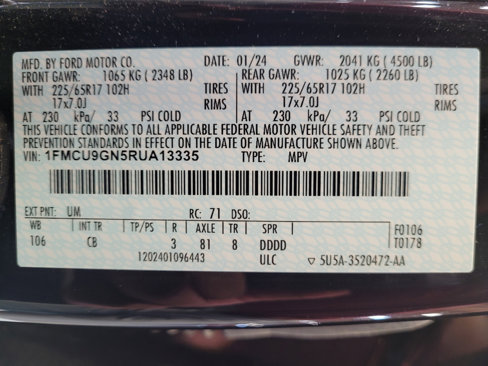 MFD. BY FORD MOTOR CO. DATE: 01/24 GVWR: 2041 KG ( 4500 LB)
FRONT GAWR: 1065 KG ( 2348 LB) REAR GAWR: 1025 KG ( 2260 LB)
WITH 225/65R17 102H TIRES WITH 225/65R17 102H TIRES
17x7.0J RIMS 17x7.0J RIMS
AT 230 kPa/ 33 PSI COLD AT 230 kPa/ 33 PSI COLD
THIS VEHICLE CONFORMS TO ALL APPLICABLE FEDERAL MOTOR VEHICLE SAFETY, BUMPER, AND THEFT
PREVENTION STANDARDS IN EFFECT ON THE DATE OF MANUFACTURE SHOWN ABOVE.
VIN: 1FMCU9GN5RUA13335 TYPE: MPV
EXT PNT: UM RC: 71 DSO:
WB INT TR TP/PS R AXLE TR SPR F0106
106 CB 3 81 8 DDDD T0178
1202401096443 ULC ▽ 5U5A-3520472-AA